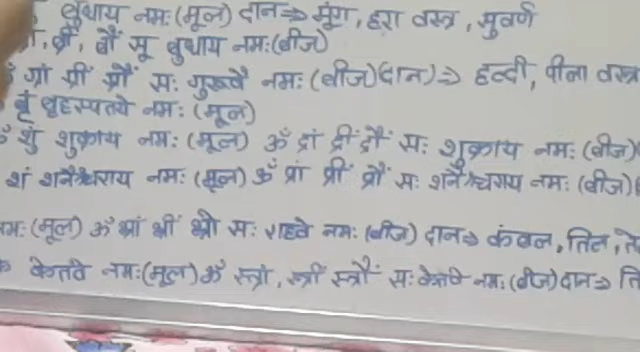 बुधाय नमः (मूल) दान⇒ मूंग, हरा वस्त्र, सुवर्ण
ब्रीं, ब्रौं सः बुधाय नमः (बीज)
ग्रां ग्रीं ग्रौं सः गुरूवे नमः (बीज) (दान) ⇒ हल्दी, पीला वस्त्र
बृं बृहस्पतये नमः (मूल)
ॐ शुं शुक्राय नमः (मूल) ॐ द्रां द्रीं द्रौं सः शुक्राय नमः (बीज)
शं शनैश्चराय नमः (मूल) ॐ प्रां प्रीं प्रौं सः शनैश्चराय नमः (बीज)
नमः (मूल) ॐ भ्रां भ्रीं भ्रौ सः राहवे नमः (बीज) दान⇒ कंबल, तिल,
केतवे नमः (मूल) ॐ स्त्रां, स्त्रीं स्त्रौं सः केतवे नमः (बीज) दान⇒